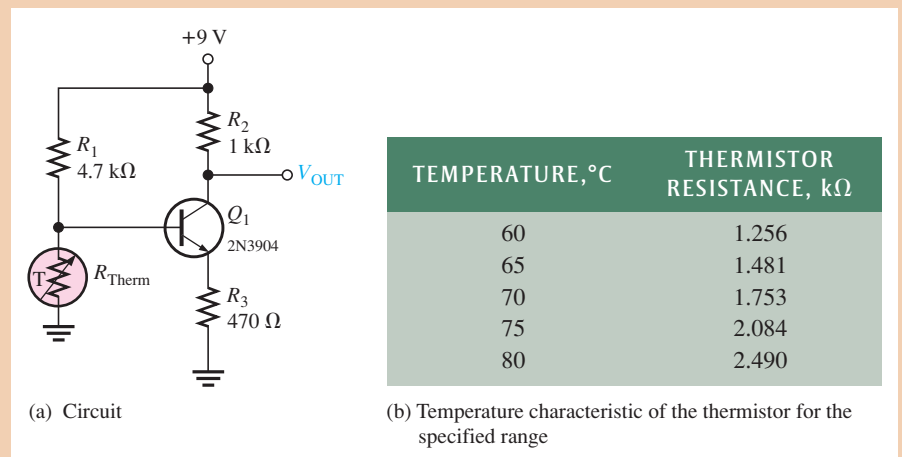 +9 V
R2
1 kΩ
R1
4.7 kΩ
VOUT
Q1
2N3904
T
RTherm
R3
470 Ω
(a) Circuit
TEMPERATURE,°C
THERMISTOR
RESISTANCE, kΩ
60 1.256
65 1.481
70 1.753
75 2.084
80 2.490
(b) Temperature characteristic of the thermistor for the
specified range